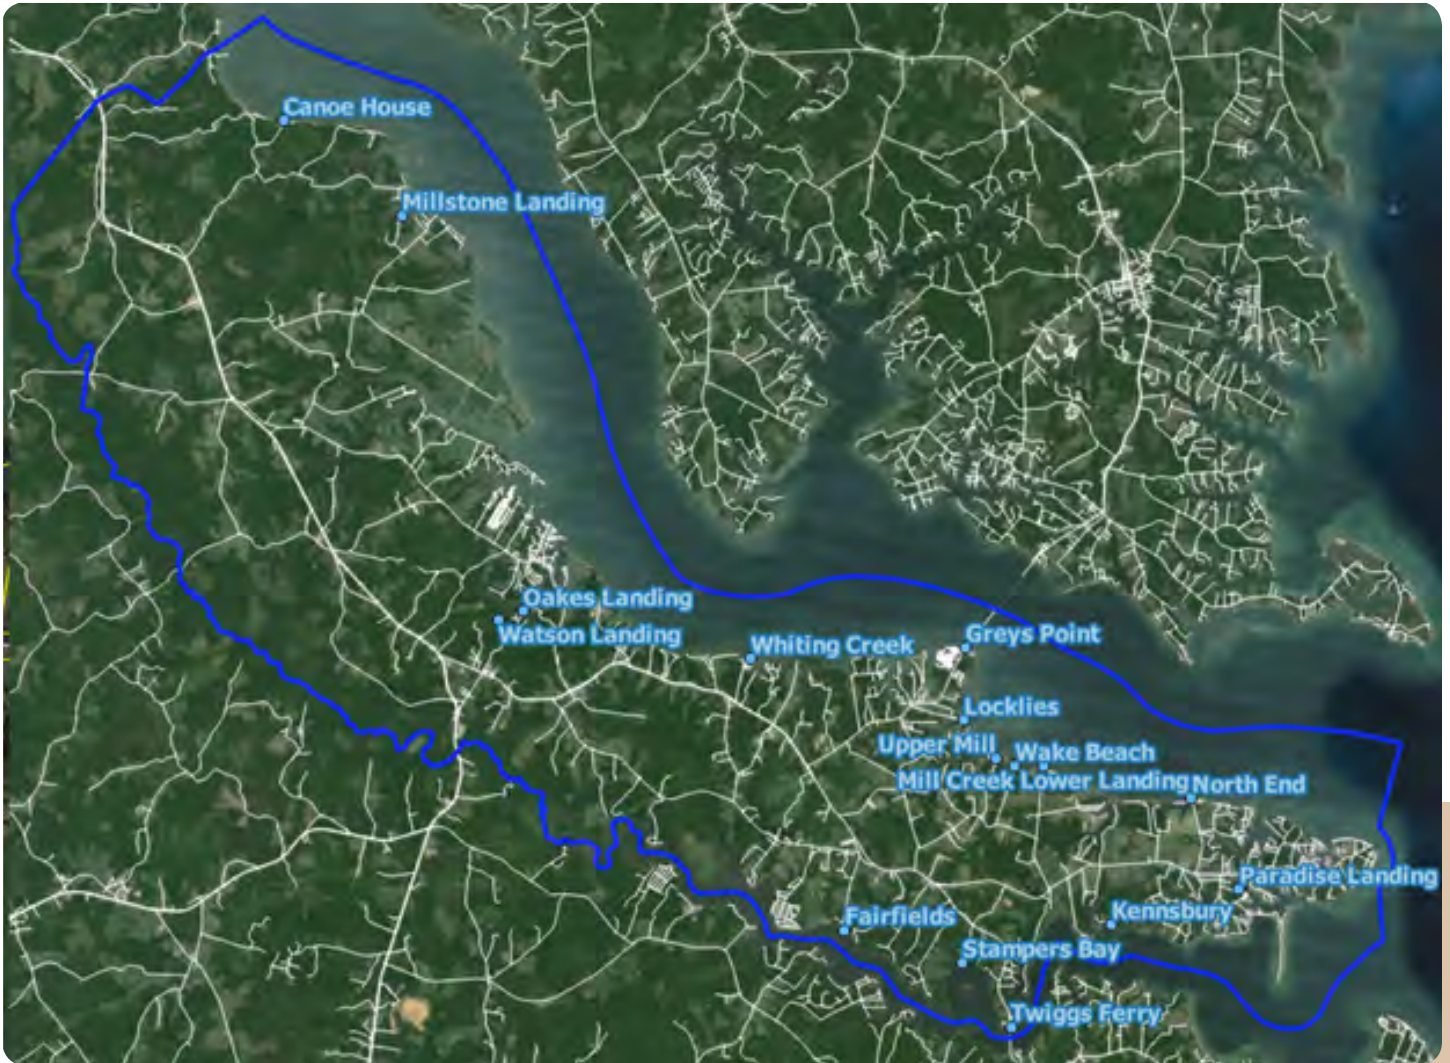 Canoe House
Millstone Landing
Oakes Landing
Watson Landing
Whiting Creek
Greys Point
Locklies
Upper Mill
Wake Beach
Mill Creek Lower Landing
North End
Paradise Landing
Kennsbury
Fairfields
Stampers Bay
Twiggs Ferry